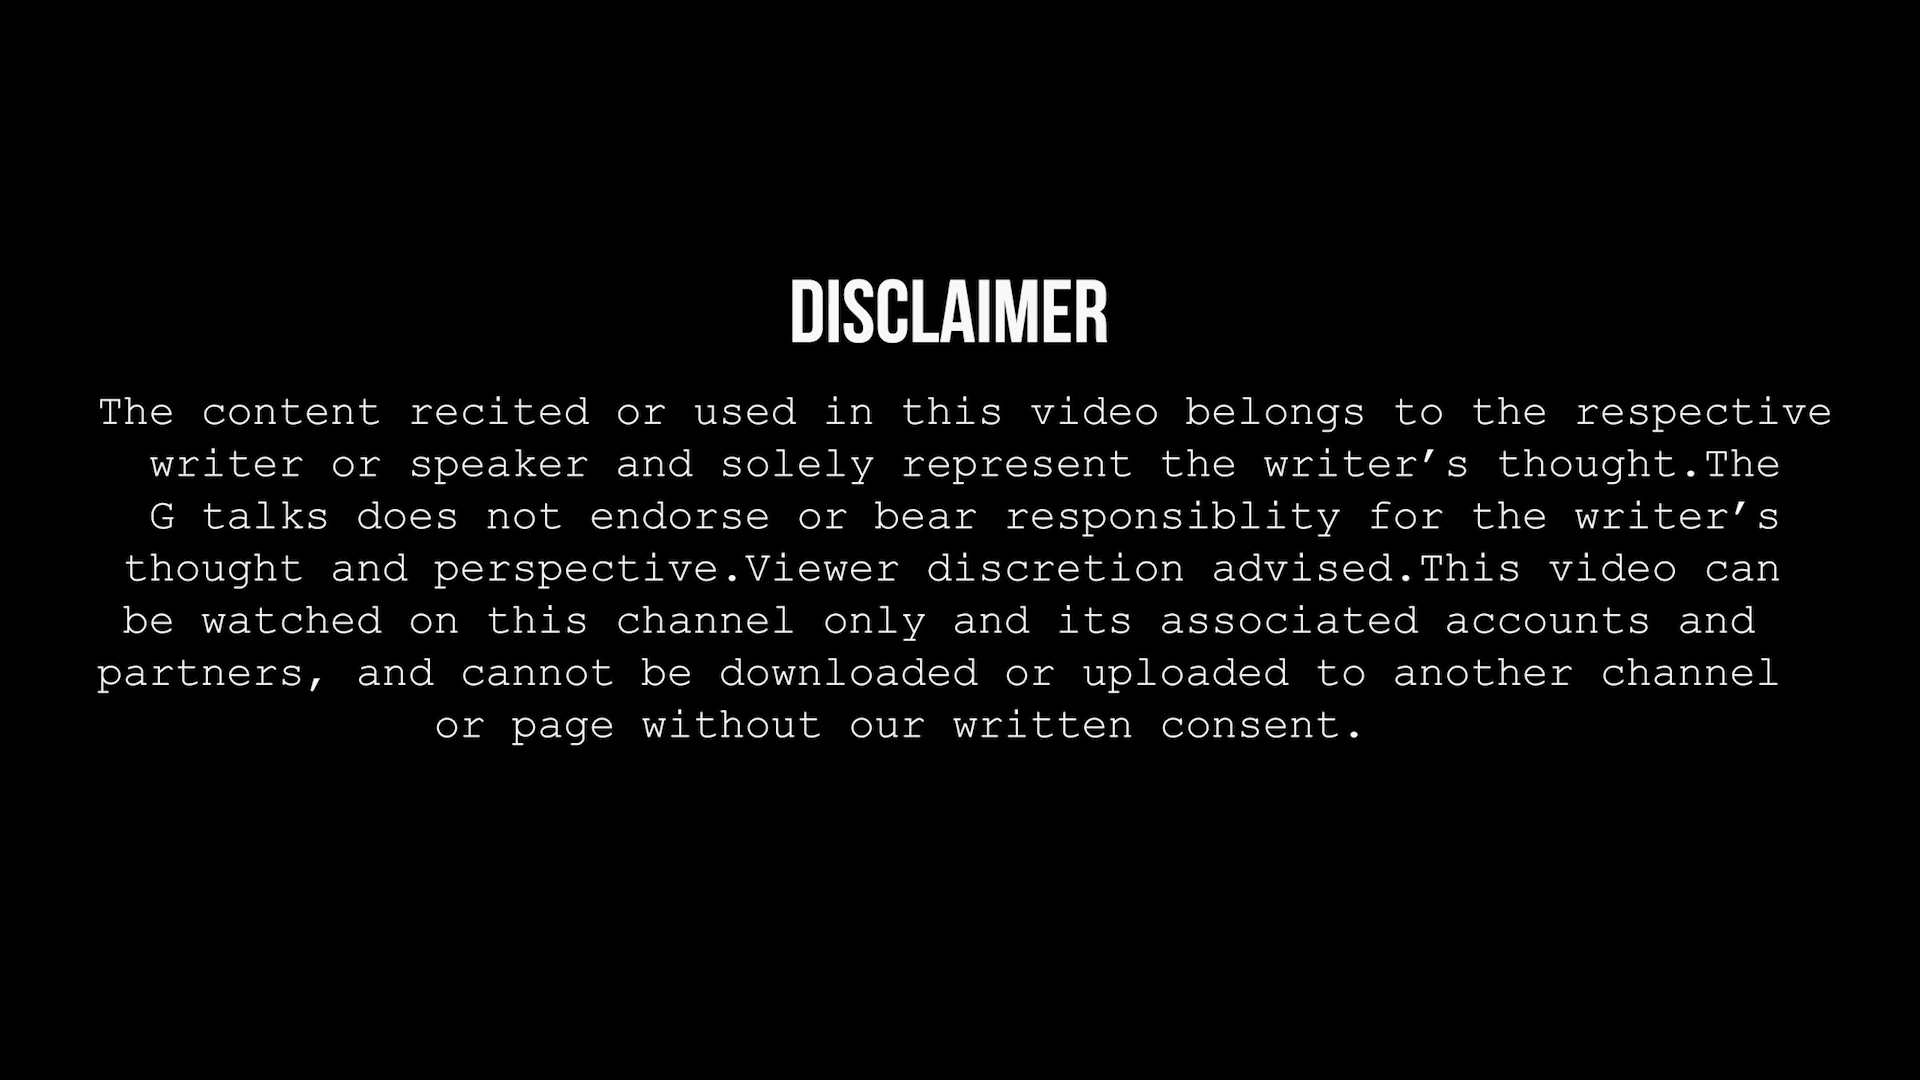 DISCLAIMER
The content recited or used in this video belongs to the respective
writer or speaker and solely represent the writer’s thought.The
G talks does not endorse or bear responsiblity for the writer’s
thought and perspective.Viewer discretion advised.This video can
be watched on this channel only and its associated accounts and
partners, and cannot be downloaded or uploaded to another channel
or page without our written consent.